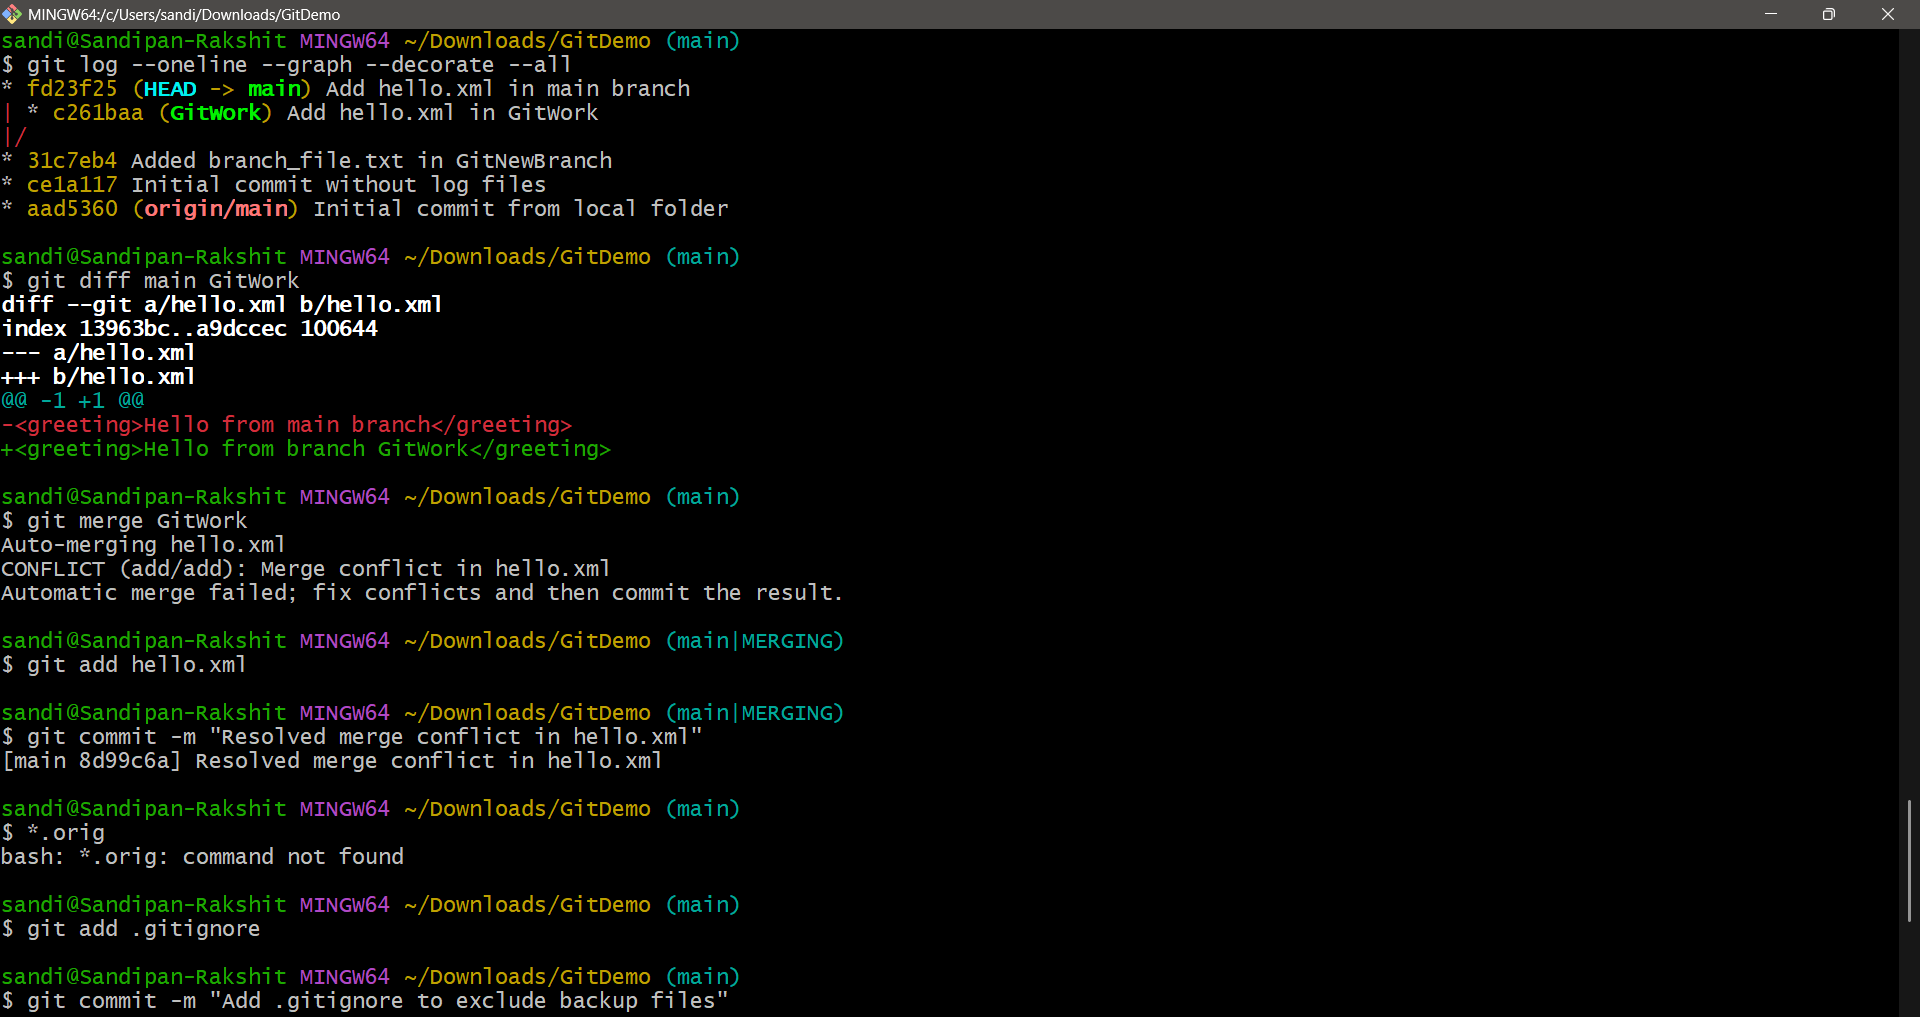 MINGW64:/c/Users/sandi/Downloads/GitDemo
sandi@Sandipan-Rakshit MINGW64 ~/Downloads/GitDemo (main)
$ git log --oneline --graph --decorate --all
* fd23f25 (HEAD -> main) Add hello.xml in main branch
| * c261baa (GitWork) Add hello.xml in GitWork
|/
* 31c7eb4 Added branch_file.txt in GitNewBranch
* ce1a117 Initial commit without log files
* aad5360 (origin/main) Initial commit from local folder
sandi@Sandipan-Rakshit MINGW64 ~/Downloads/GitDemo (main)
$ git diff main GitWork
diff --git a/hello.xml b/hello.xml
index 13963bc..a9dccec 100644
--- a/hello.xml
+++ b/hello.xml
@@ -1 +1 @@
-<greeting>Hello from main branch</greeting>
+<greeting>Hello from branch GitWork</greeting>
sandi@Sandipan-Rakshit MINGW64 ~/Downloads/GitDemo (main)
$ git merge GitWork
Auto-merging hello.xml
CONFLICT (add/add): Merge conflict in hello.xml
Automatic merge failed; fix conflicts and then commit the result.
sandi@Sandipan-Rakshit MINGW64 ~/Downloads/GitDemo (main|MERGING)
$ git add hello.xml
sandi@Sandipan-Rakshit MINGW64 ~/Downloads/GitDemo (main|MERGING)
$ git commit -m "Resolved merge conflict in hello.xml"
[main 8d99c6a] Resolved merge conflict in hello.xml
sandi@Sandipan-Rakshit MINGW64 ~/Downloads/GitDemo (main)
$ *.orig
bash: *.orig: command not found
sandi@Sandipan-Rakshit MINGW64 ~/Downloads/GitDemo (main)
$ git add .gitignore
sandi@Sandipan-Rakshit MINGW64 ~/Downloads/GitDemo (main)
$ git commit -m "Add .gitignore to exclude backup files"